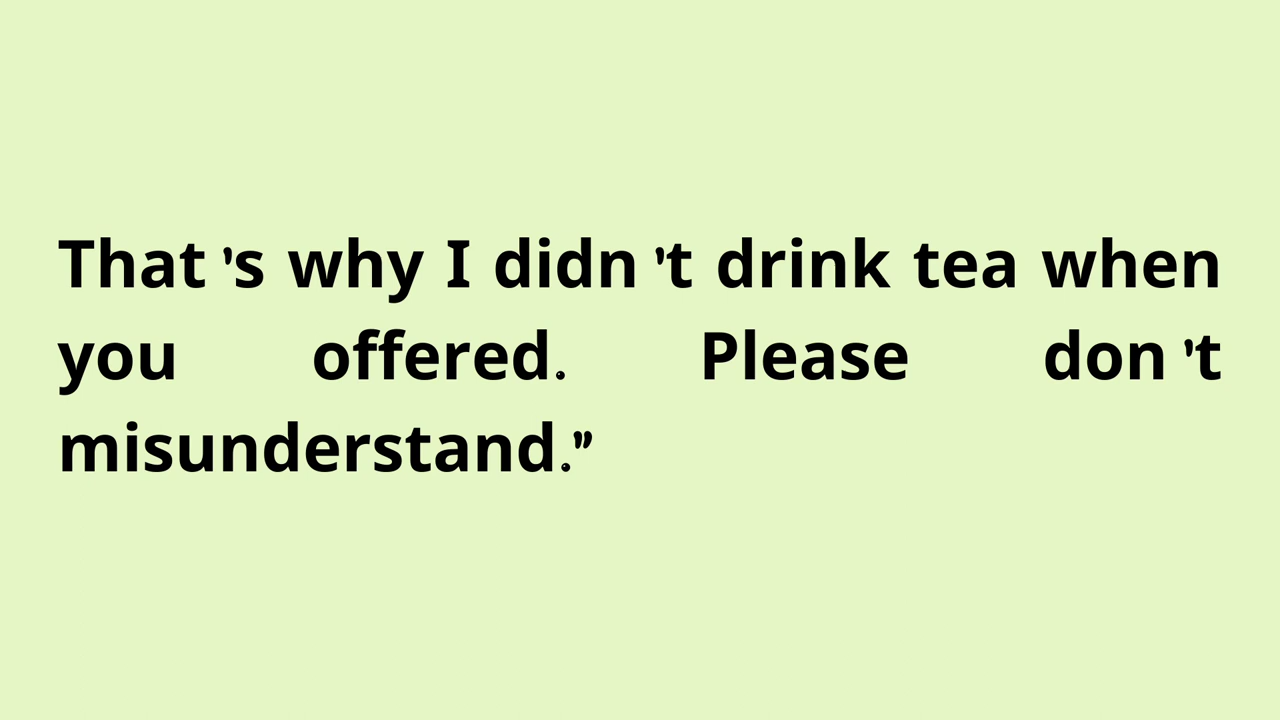 That's why I didn't drink tea when
you offered. Please don't
misunderstand.”